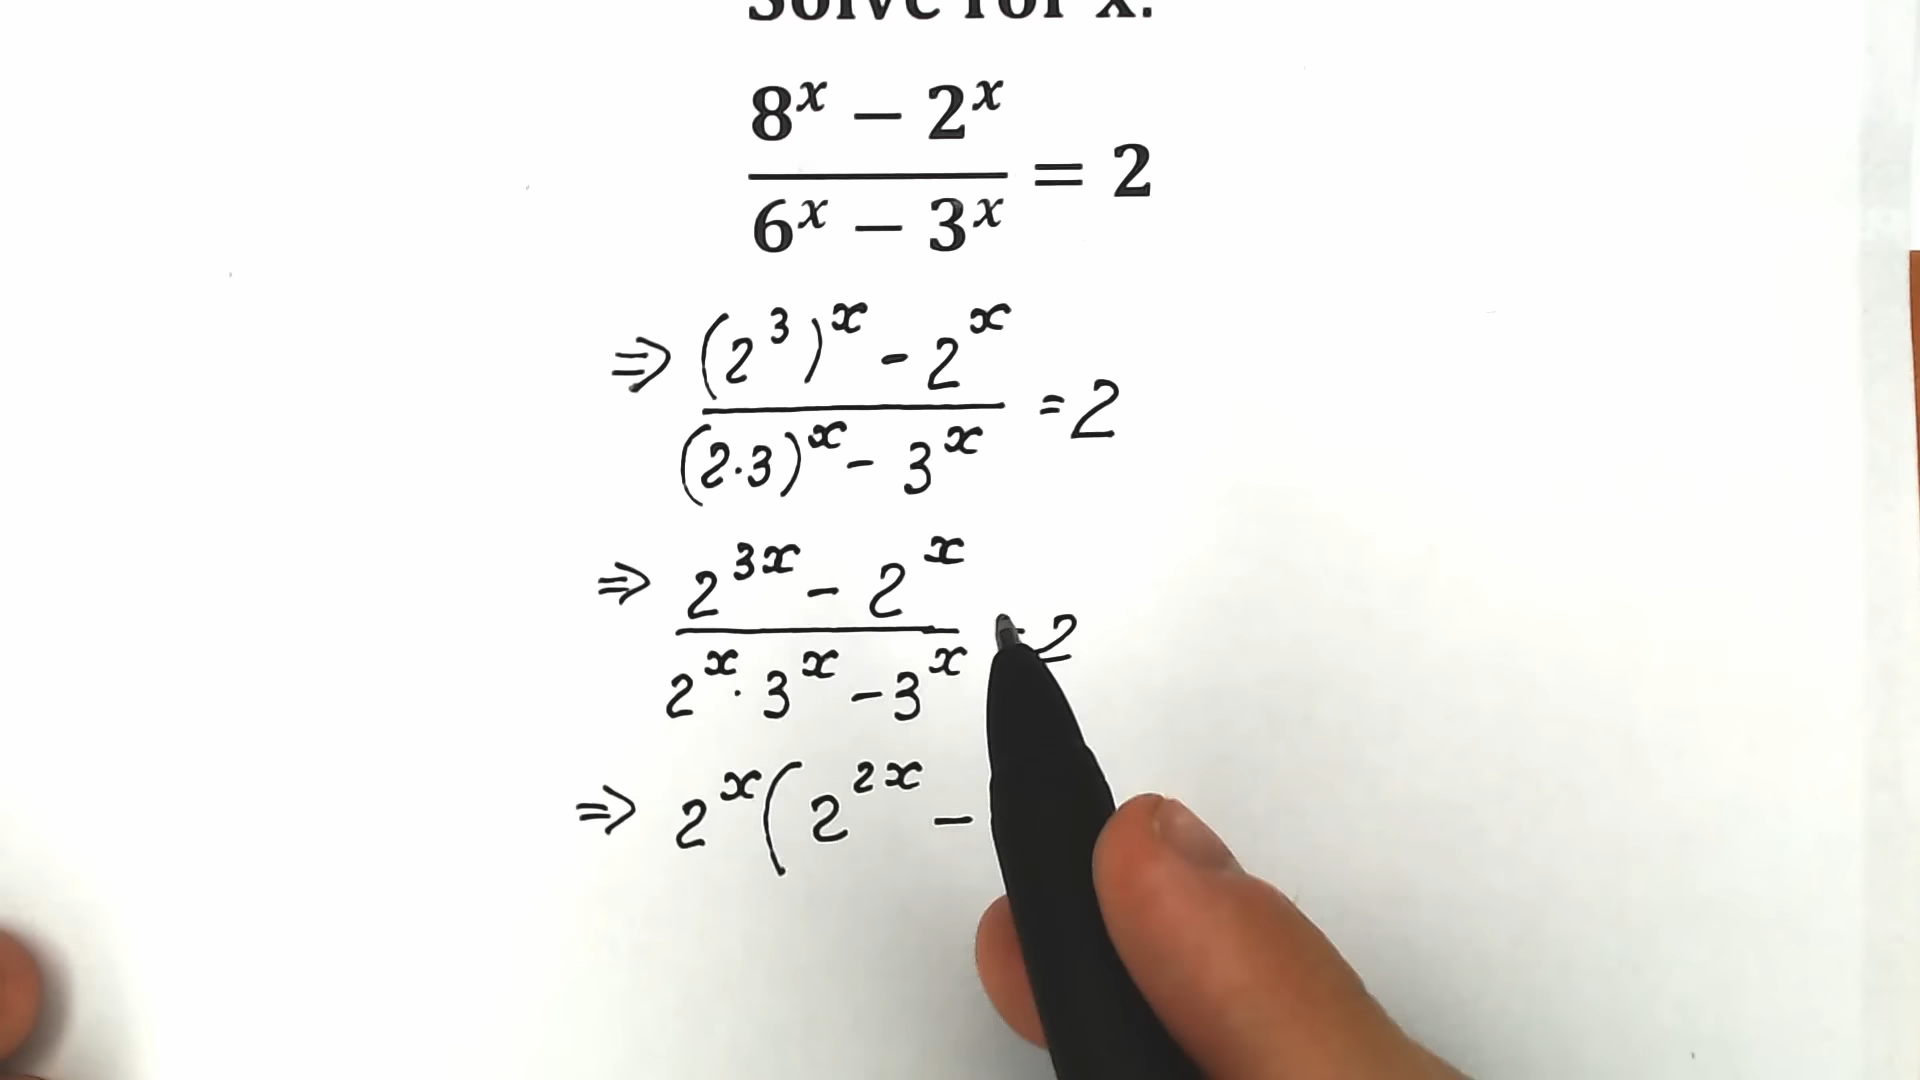 Solve for x:
8^x − 2^x
6^x − 3^x
= 2
⇒ (2^3)^x - 2^x
(2·3)^x - 3^x
= 2
⇒ 2^3x - 2^x
2^x · 3^x - 3^x
2
⇒ 2^x ( 2^2x -